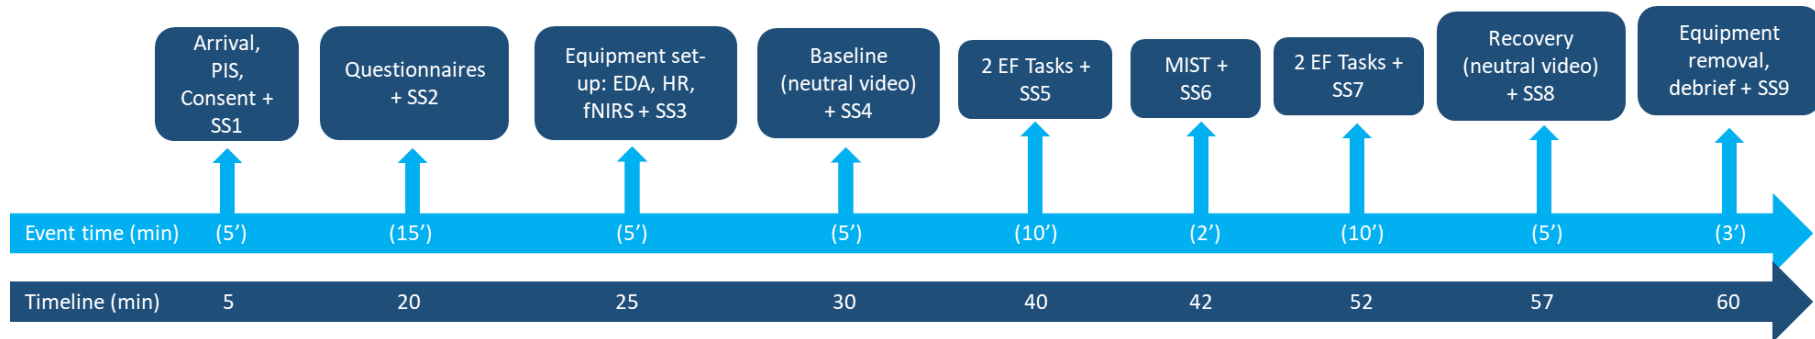 Arrival,
PIS,
Consent +
SS1
Questionnaires
+ SS2
Equipment set-
up: EDA, HR,
fNIRS + SS3
Baseline
(neutral video)
+ SS4
2 EF Tasks +
SS5
MIST +
SS6
2 EF Tasks +
SS7
Recovery
(neutral video)
+ SS8
Equipment
removal,
debrief + SS9
Event time (min) (5’) (15’) (5’) (5’) (10’) (2’) (10’) (5’) (3’)
Timeline (min) 5 20 25 30 40 42 52 57 60